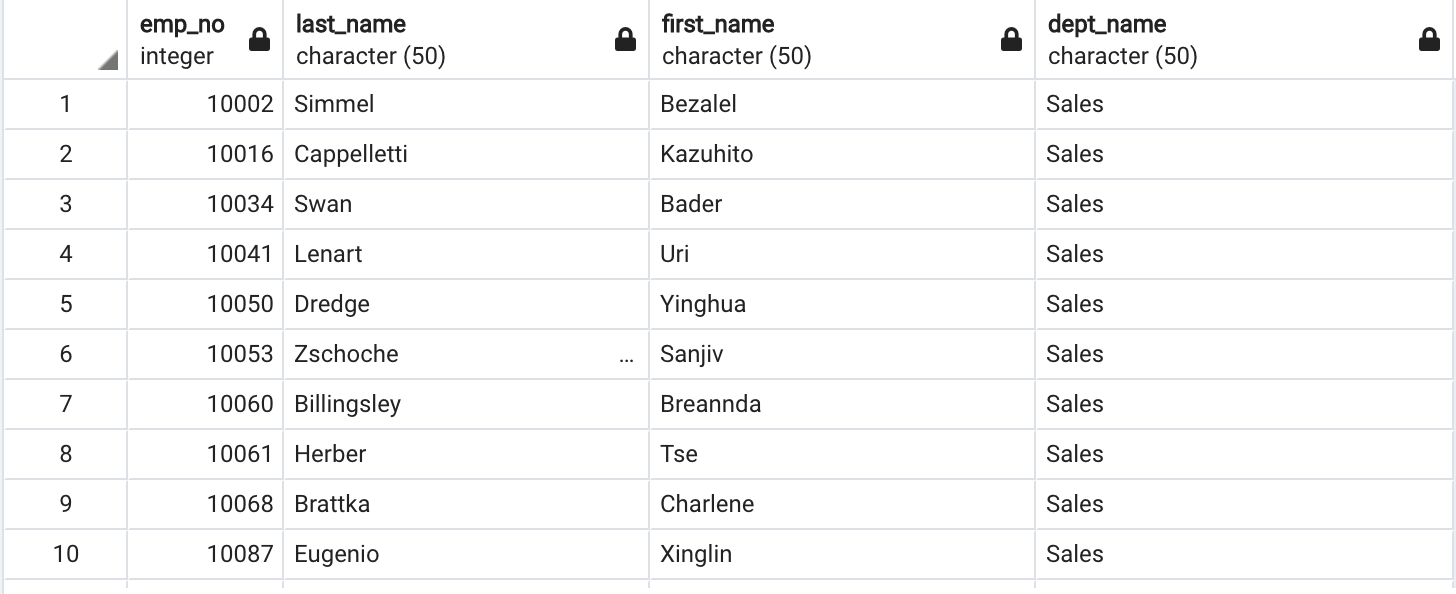 emp_no last_name first_name dept_name
integer character (50) character (50) character (50)
1 10002 Simmel Bezalel Sales
2 10016 Cappelletti Kazuhito Sales
3 10034 Swan Bader Sales
4 10041 Lenart Uri Sales
5 10050 Dredge Yinghua Sales
6 10053 Zschoche ... Sanjiv Sales
7 10060 Billingsley Breannda Sales
8 10061 Herber Tse Sales
9 10068 Brattka Charlene Sales
10 10087 Eugenio Xinglin Sales